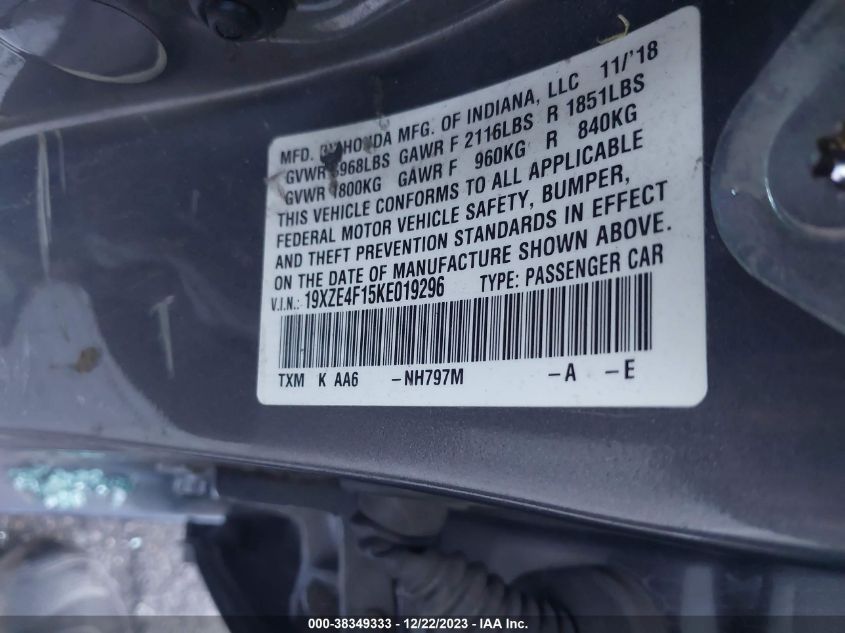 MFD. BY HONDA MFG. OF INDIANA, LLC 11/'18
GVWR 3968LBS GAWR F 2116LBS R 1851LBS
GVWR 1800KG GAWR F 960KG R 840KG
THIS VEHICLE CONFORMS TO ALL APPLICABLE
FEDERAL MOTOR VEHICLE SAFETY, BUMPER,
AND THEFT PREVENTION STANDARDS IN EFFECT
ON THE DATE OF MANUFACTURE SHOWN ABOVE.
V.I.N.: 19XZE4F15KE019296 TYPE: PASSENGER CAR
TXM K AA6 -NH797M -A -E
000-38349333 - 12/22/2023 - IAA Inc.